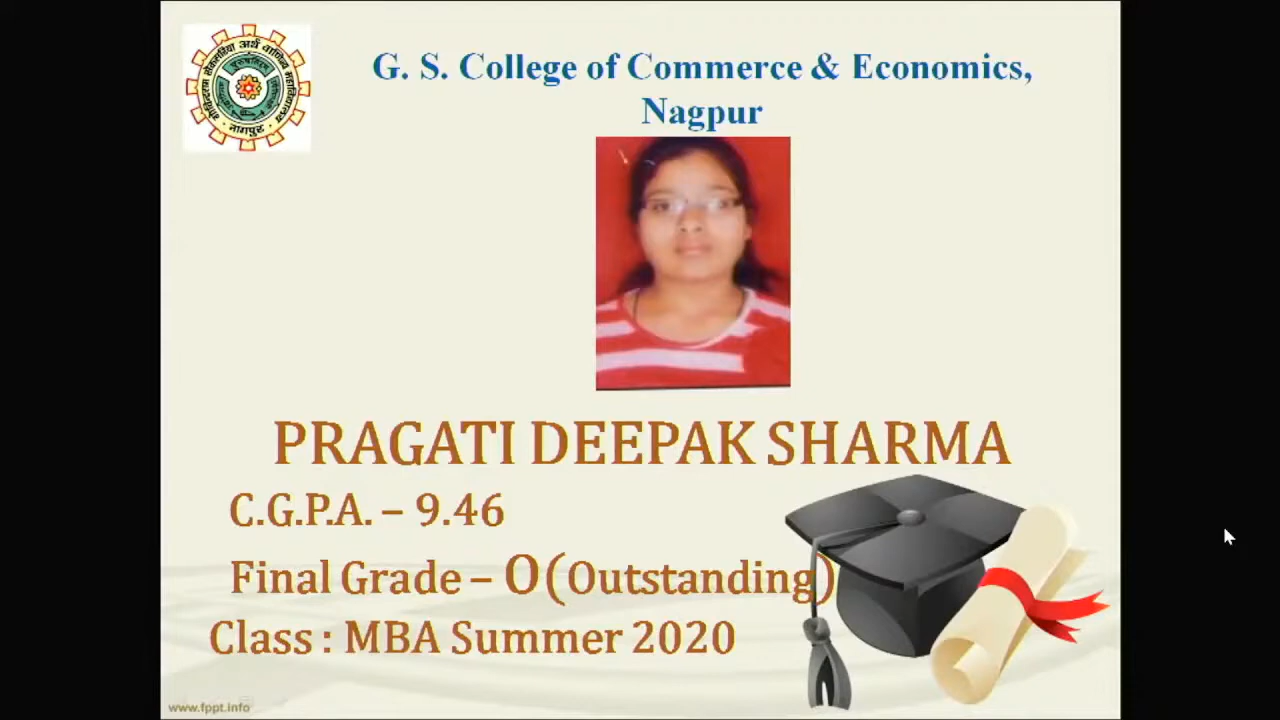 G. S. College of Commerce & Economics,
Nagpur
नागपुर
PRAGATI DEEPAK SHARMA
C.G.P.A. – 9.46
Final Grade – O(Outstanding)
Class : MBA Summer 2020
www.fppt.info